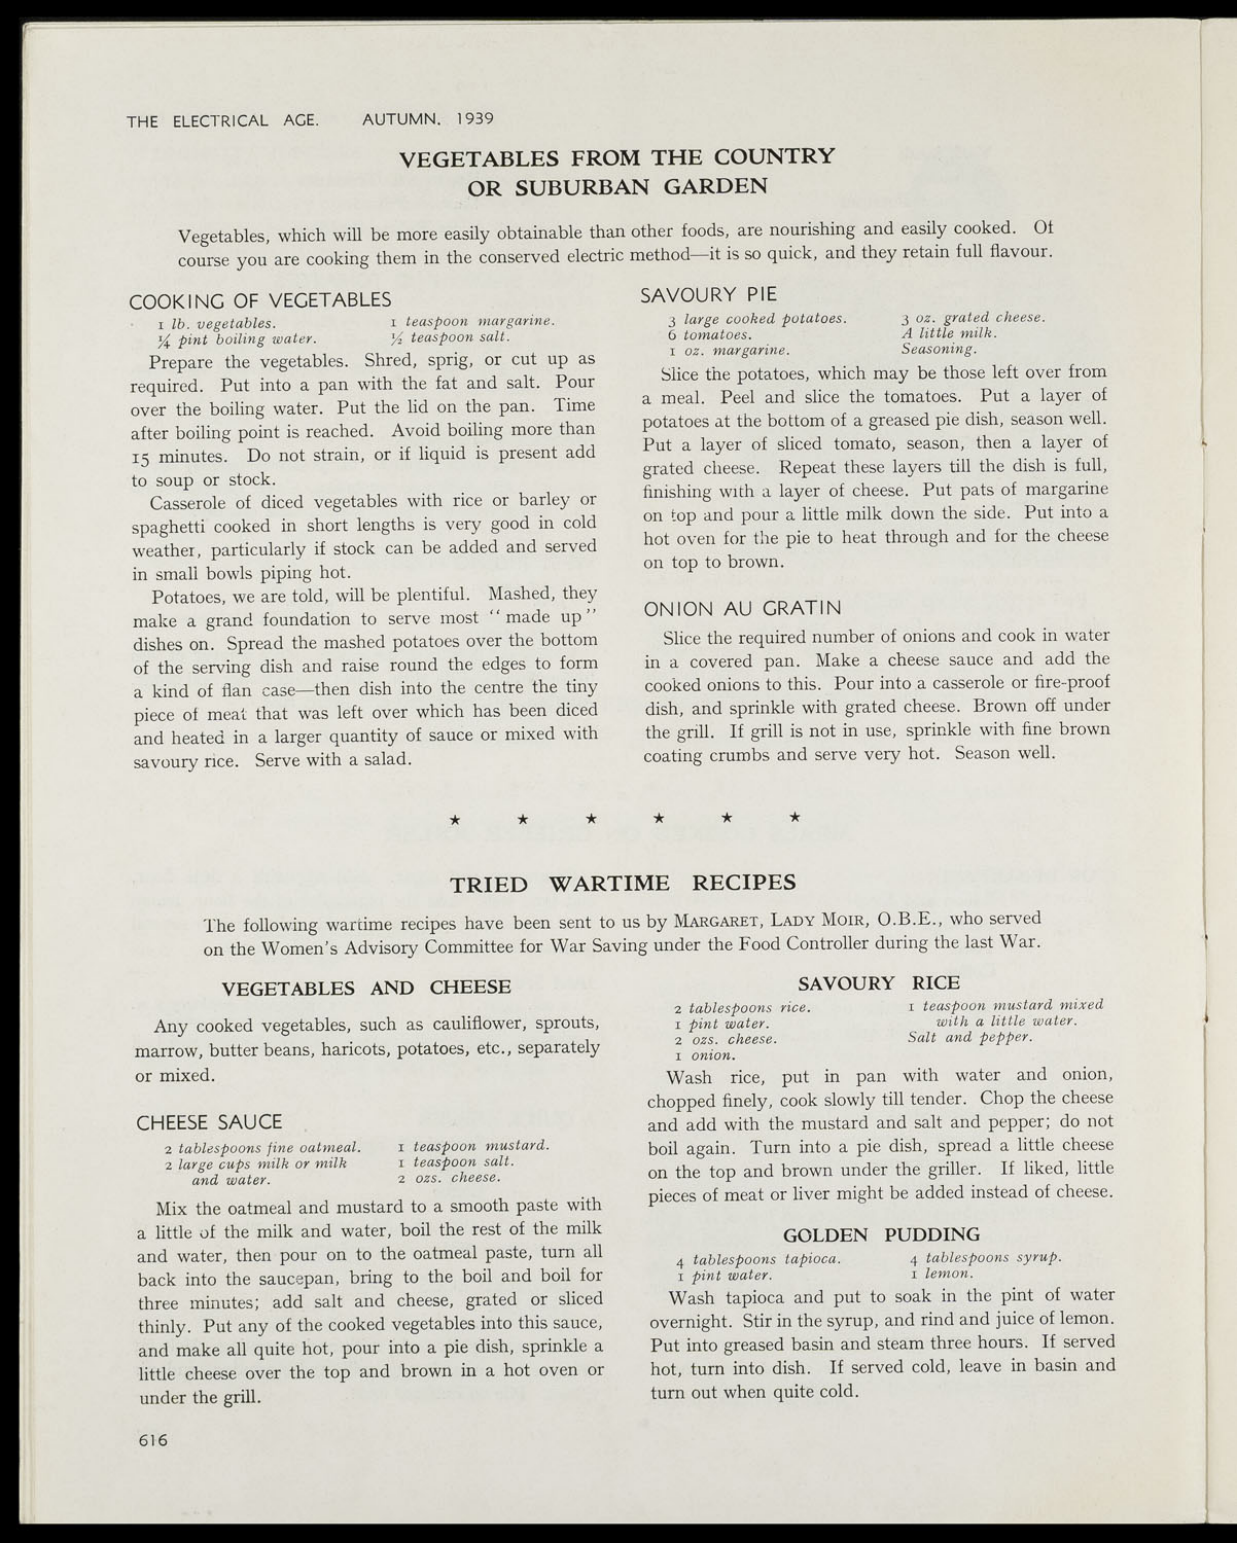 THE ELECTRICAL AGE. AUTUMN, 1939
VEGETABLES FROM THE COUNTRY
OR SUBURBAN GARDEN
Vegetables, which will be more easily obtainable than other foods, are nourishing and easily cooked. Of
course you are cooking them in the conserved electric method—it is so quick, and they retain full flavour.
COOKING OF VEGETABLES
1 lb. vegetables. 1 teaspoon margarine.
¼ pint boiling water. ½ teaspoon salt.
Prepare the vegetables. Shred, sprig, or cut up as
required. Put into a pan with the fat and salt. Pour
over the boiling water. Put the lid on the pan. Time
after boiling point is reached. Avoid boiling more than
15 minutes. Do not strain, or if liquid is present add
to soup or stock.
Casserole of diced vegetables with rice or barley or
spaghetti cooked in short lengths is very good in cold
weather, particularly if stock can be added and served
in small bowls piping hot.
Potatoes, we are told, will be plentiful. Mashed, they
make a grand foundation to serve most “made up”
dishes on. Spread the mashed potatoes over the bottom
of the serving dish and raise round the edges to form
a kind of flan case—then dish into the centre the tiny
piece of meat that was left over which has been diced
and heated in a larger quantity of sauce or mixed with
savoury rice. Serve with a salad.
SAVOURY PIE
3 large cooked potatoes. 3 oz. grated cheese.
6 tomatoes. A little milk.
1 oz. margarine. Seasoning.
Slice the potatoes, which may be those left over from
a meal. Peel and slice the tomatoes. Put a layer of
potatoes at the bottom of a greased pie dish, season well.
Put a layer of sliced tomato, season, then a layer of
grated cheese. Repeat these layers till the dish is full,
finishing with a layer of cheese. Put pats of margarine
on top and pour a little milk down the side. Put into a
hot oven for the pie to heat through and for the cheese
on top to brown.
ONION AU GRATIN
Slice the required number of onions and cook in water
in a covered pan. Make a cheese sauce and add the
cooked onions to this. Pour into a casserole or fire-proof
dish, and sprinkle with grated cheese. Brown off under
the grill. If grill is not in use, sprinkle with fine brown
coating crumbs and serve very hot. Season well.
★ ★ ★ ★ ★ ★
TRIED WARTIME RECIPES
The following wartime recipes have been sent to us by MARGARET, LADY MOIR, O.B.E., who served
on the Women's Advisory Committee for War Saving under the Food Controller during the last War.
VEGETABLES AND CHEESE
Any cooked vegetables, such as cauliflower, sprouts,
marrow, butter beans, haricots, potatoes, etc., separately
or mixed.
CHEESE SAUCE
2 tablespoons fine oatmeal. 1 teaspoon mustard.
2 large cups milk or milk 1 teaspoon salt.
and water. 2 ozs. cheese.
Mix the oatmeal and mustard to a smooth paste with
a little of the milk and water, boil the rest of the milk
and water, then pour on to the oatmeal paste, turn all
back into the saucepan, bring to the boil and boil for
three minutes; add salt and cheese, grated or sliced
thinly. Put any of the cooked vegetables into this sauce,
and make all quite hot, pour into a pie dish, sprinkle a
little cheese over the top and brown in a hot oven or
under the grill.
SAVOURY RICE
2 tablespoons rice. 1 teaspoon mustard mixed
1 pint water. with a little water.
2 ozs. cheese. Salt and pepper.
1 onion.
Wash rice, put in pan with water and onion,
chopped finely, cook slowly till tender. Chop the cheese
and add with the mustard and salt and pepper; do not
boil again. Turn into a pie dish, spread a little cheese
on the top and brown under the griller. If liked, little
pieces of meat or liver might be added instead of cheese.
GOLDEN PUDDING
4 tablespoons tapioca. 4 tablespoons syrup.
1 pint water. 1 lemon.
Wash tapioca and put to soak in the pint of water
overnight. Stir in the syrup, and rind and juice of lemon.
Put into greased basin and steam three hours. If served
hot, turn into dish. If served cold, leave in basin and
turn out when quite cold.
616